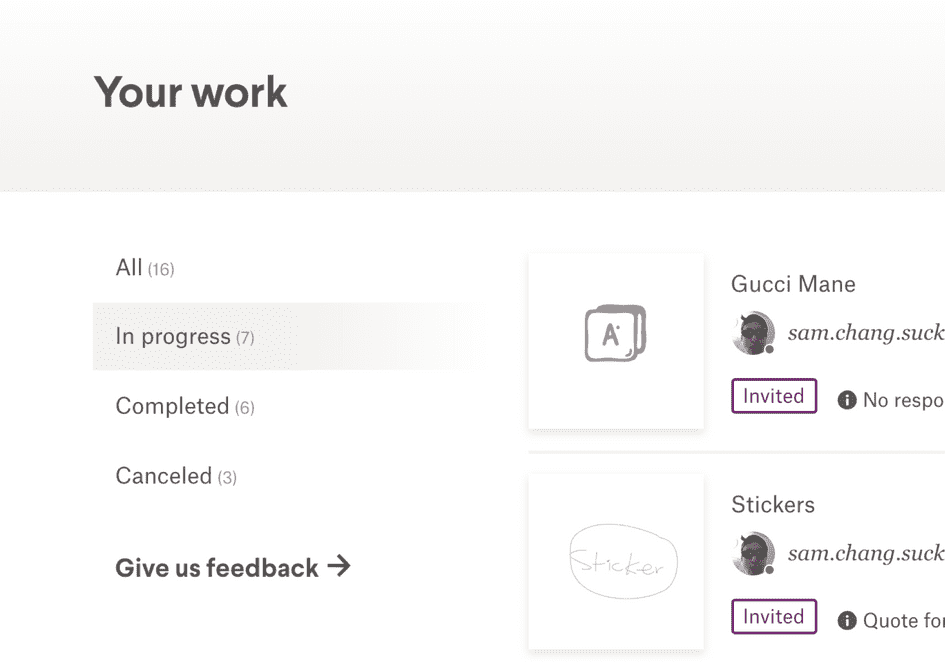 Your work
All (16)
In progress (7)
Completed (6)
Canceled (3)
Give us feedback →
A
Gucci Mane
sam.chang.suck
Invited
No respo
Sticker
Stickers
sam.chang.suck
Invited
Quote for